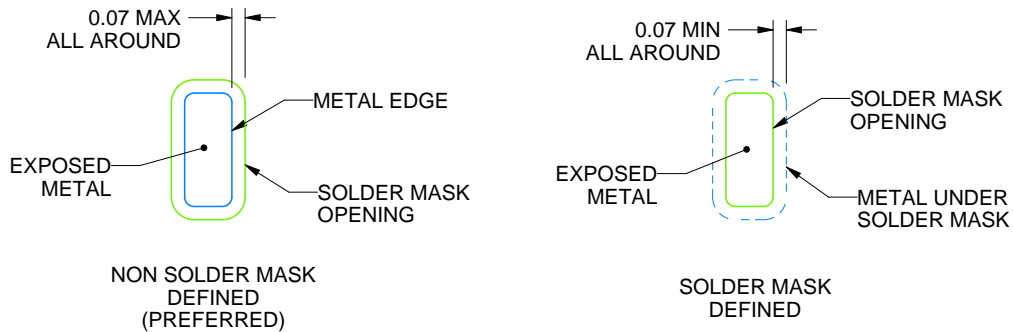 0.07 MAX
ALL AROUND
METAL EDGE
EXPOSED
METAL
SOLDER MASK
OPENING
NON SOLDER MASK
DEFINED
(PREFERRED)
0.07 MIN
ALL AROUND
SOLDER MASK
OPENING
EXPOSED
METAL
METAL UNDER
SOLDER MASK
SOLDER MASK
DEFINED